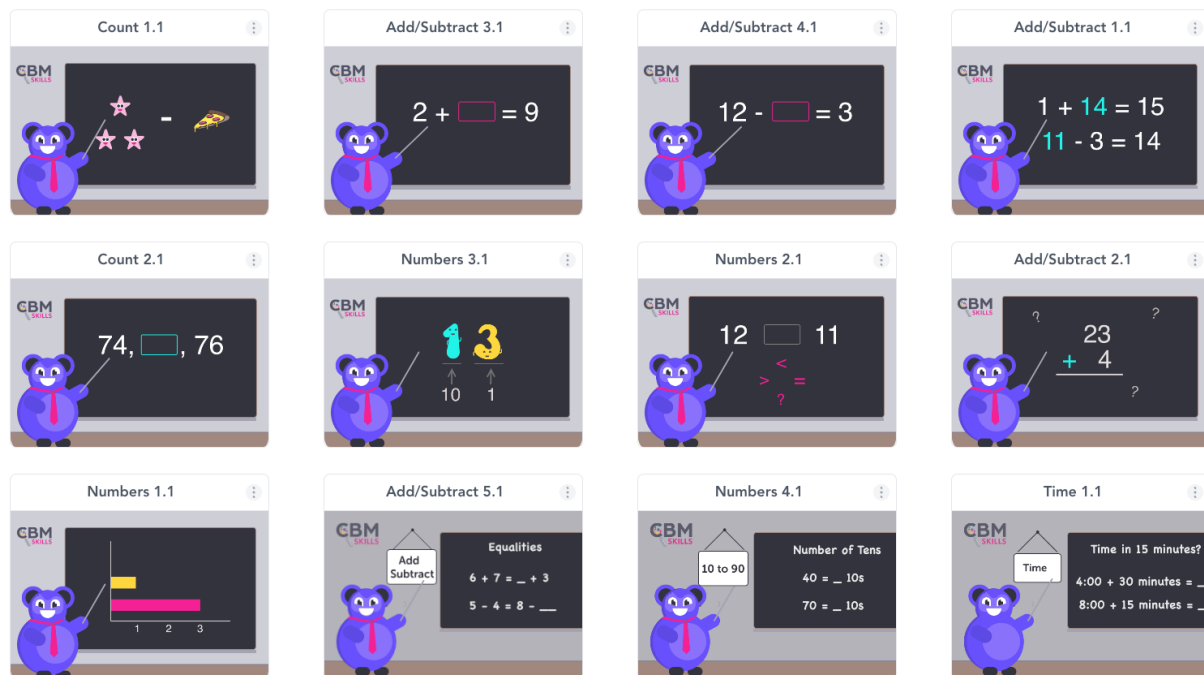 Count 1.1
CBM
SKILLS
-
Add/Subtract 3.1
CBM
SKILLS
2 + = 9
Add/Subtract 4.1
CBM
SKILLS
12 - = 3
Add/Subtract 1.1
CBM
SKILLS
1 + 14 = 15
11 - 3 = 14
Count 2.1
CBM
SKILLS
74, , 76
Numbers 3.1
CBM
SKILLS
1 3
10 1
Numbers 2.1
CBM
SKILLS
12 11
<
> =
?
Add/Subtract 2.1
CBM
SKILLS
? ?
23
+ 4
?
Numbers 1.1
CBM
SKILLS
1 2 3
Add/Subtract 5.1
CBM
SKILLS
Add
Subtract
Equalities
6 + 7 = _ + 3
5 - 4 = 8 - __
Numbers 4.1
CBM
SKILLS
10 to 90
Number of Tens
40 = _ 10s
70 = _ 10s
Time 1.1
CBM
SKILLS
Time
Time in 15 minutes?
4:00 + 30 minutes = _
8:00 + 15 minutes = _